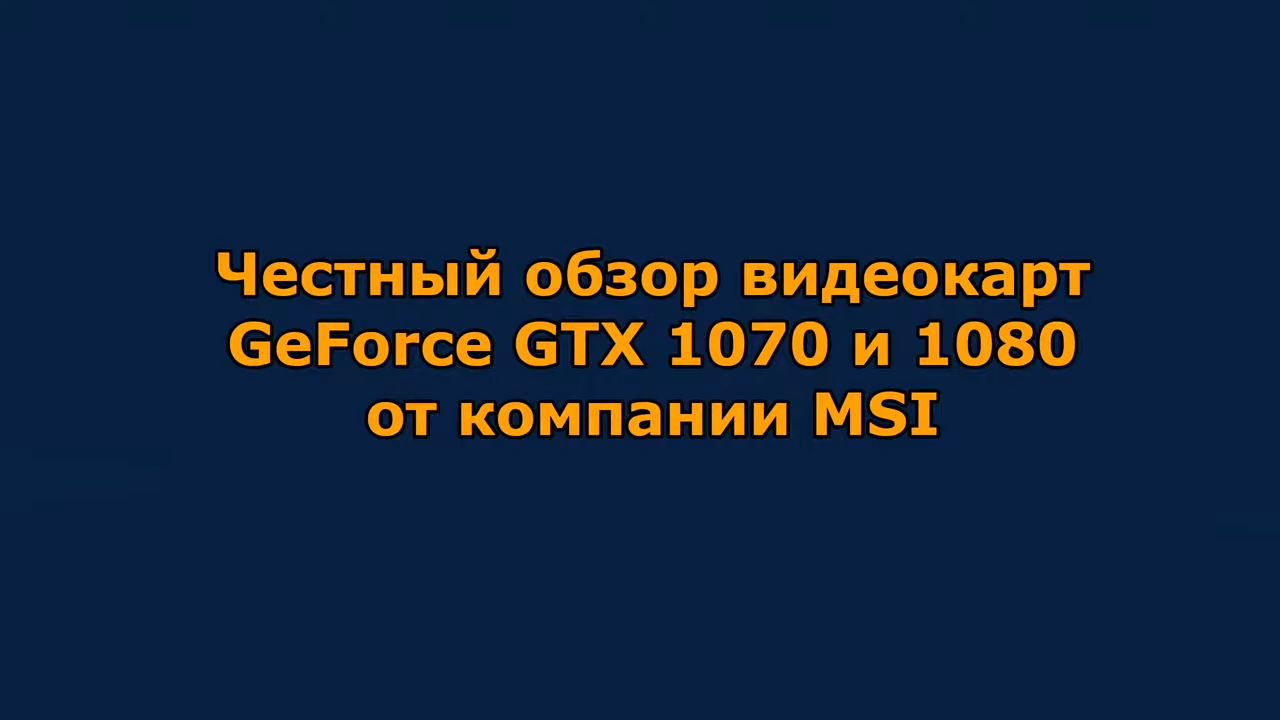 Честный обзор видеокарт
GeForce GTX 1070 и 1080
от компании MSI